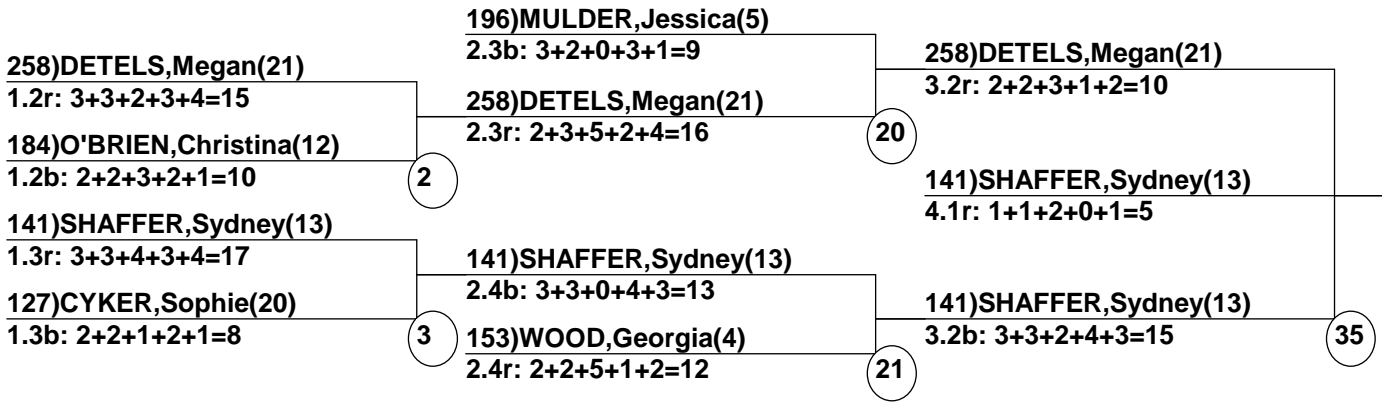 258)DETELS,Megan(21)
1.2r: 3+3+2+3+4=15
184)O'BRIEN,Christina(12)
1.2b: 2+2+3+2+1=10
2
141)SHAFFER,Sydney(13)
1.3r: 3+3+4+3+4=17
127)CYKER,Sophie(20)
1.3b: 2+2+1+2+1=8
3
196)MULDER,Jessica(5)
2.3b: 3+2+0+3+1=9
258)DETELS,Megan(21)
2.3r: 2+3+5+2+4=16
20
141)SHAFFER,Sydney(13)
2.4b: 3+3+0+4+3=13
153)WOOD,Georgia(4)
2.4r: 2+2+5+1+2=12
21
258)DETELS,Megan(21)
3.2r: 2+2+3+1+2=10
141)SHAFFER,Sydney(13)
4.1r: 1+1+2+0+1=5
141)SHAFFER,Sydney(13)
3.2b: 3+3+2+4+3=15
35